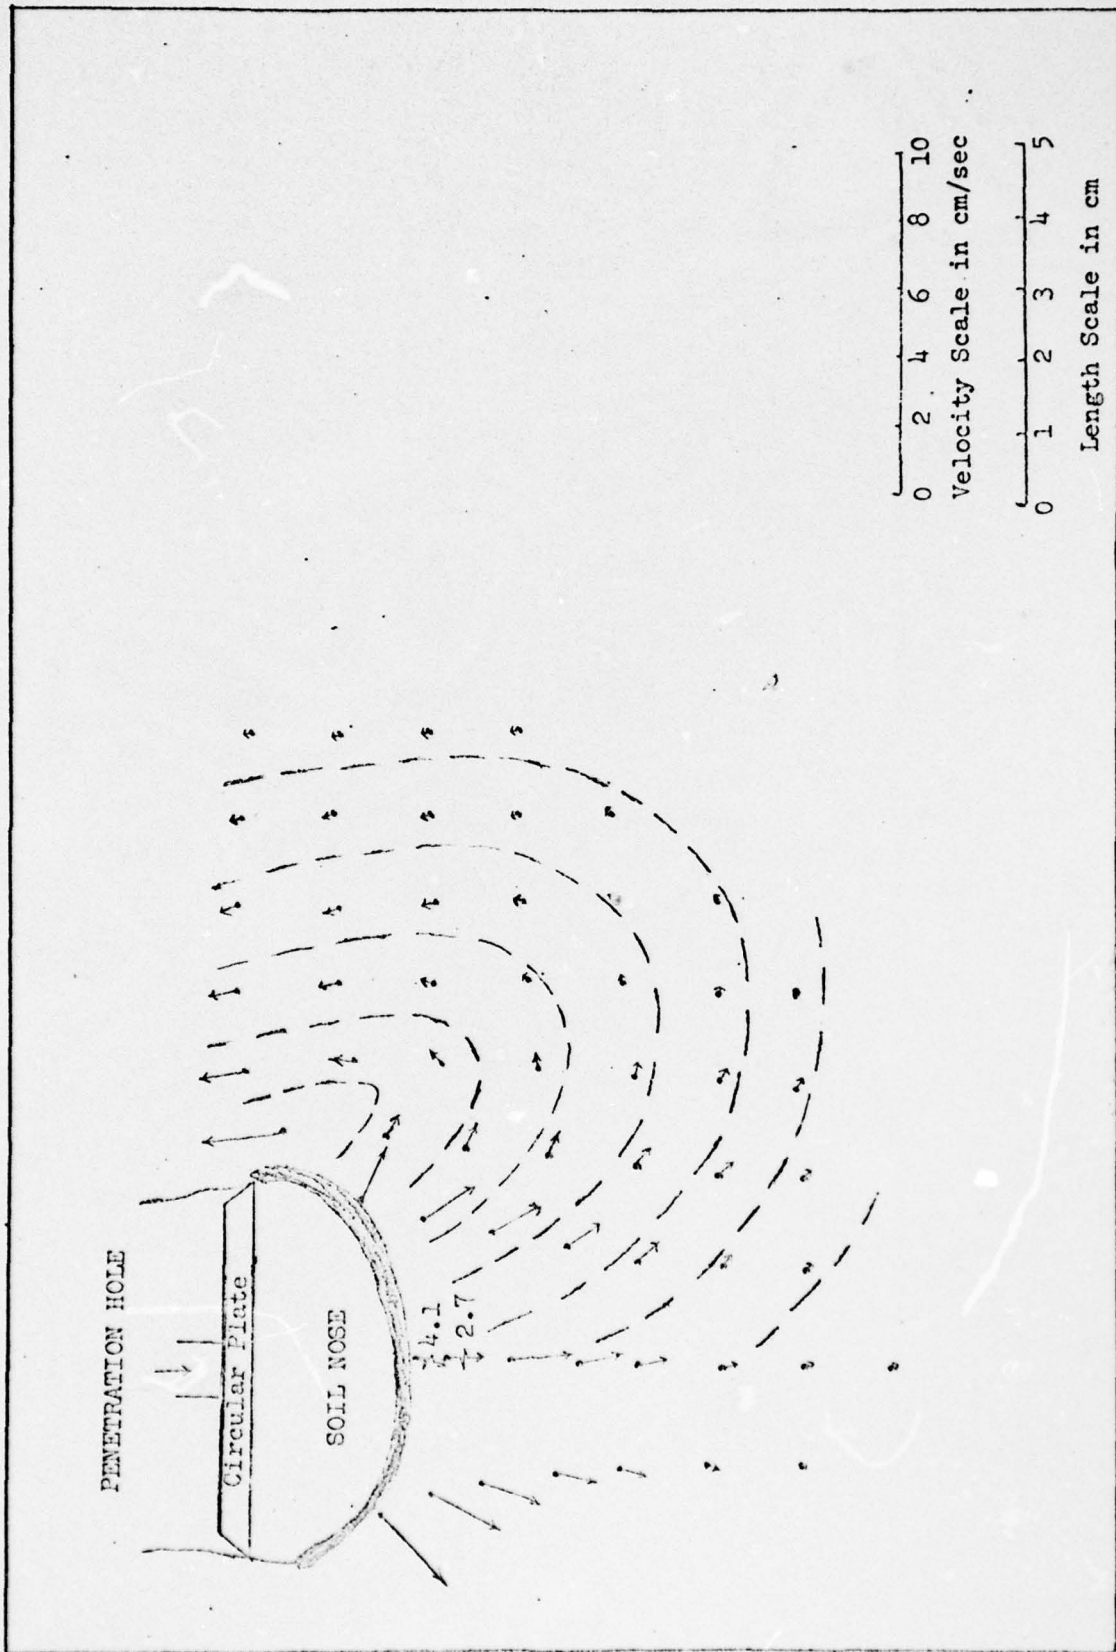 PENETRATION HOLE
Circular Plate
SOIL NOSE
4.1
2.7
0 2 4 6 8 10
Velocity Scale in cm/sec
0 1 2 3 4 5
Length Scale in cm